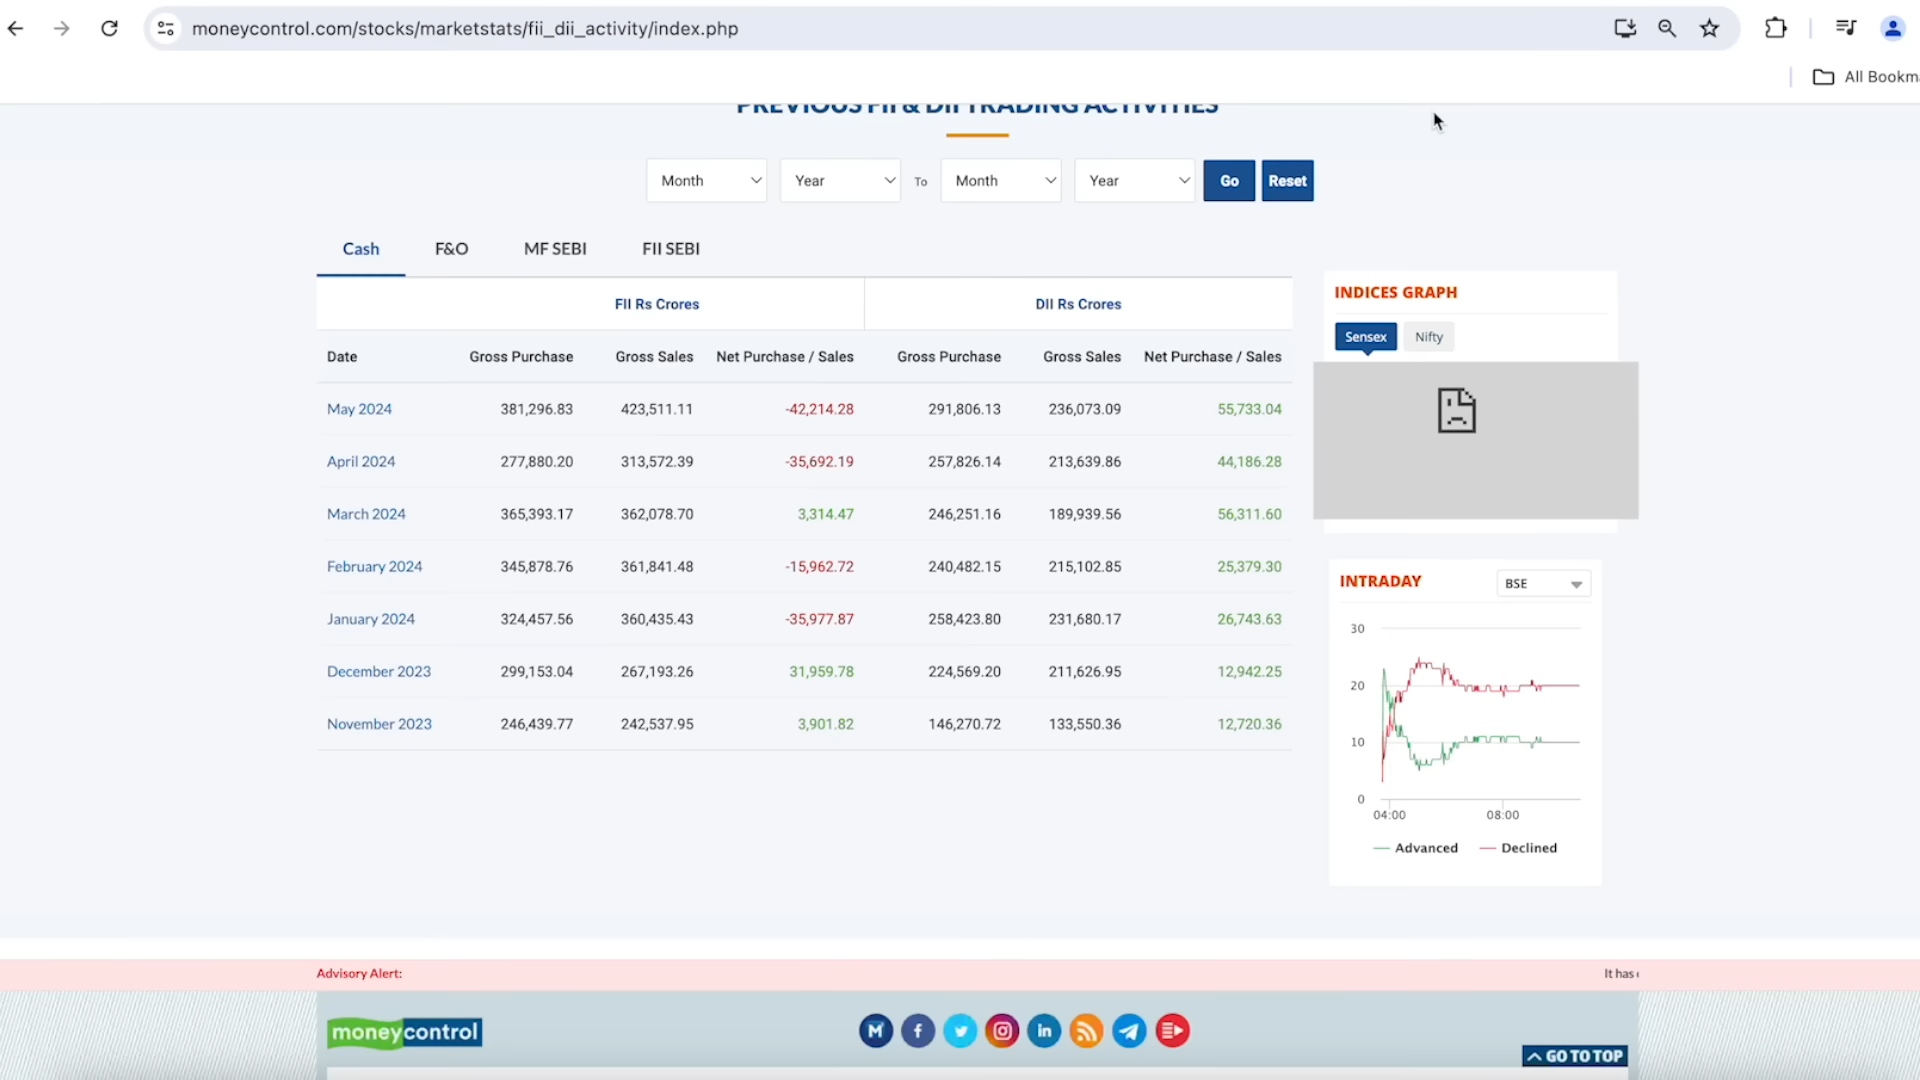 moneycontrol.com/stocks/marketstats/fii_dii_activity/index.php
All Bookm
PREVIOUS FII & DII TRADING ACTIVITIES
Month Year To Month Year Go Reset
Cash F&O MF SEBI FII SEBI
FII Rs Crores DII Rs Crores
Date Gross Purchase Gross Sales Net Purchase / Sales Gross Purchase Gross Sales Net Purchase / Sales
May 2024 381,296.83 423,511.11 -42,214.28 291,806.13 236,073.09 55,733.04
April 2024 277,880.20 313,572.39 -35,692.19 257,826.14 213,639.86 44,186.28
March 2024 365,393.17 362,078.70 3,314.47 246,251.16 189,939.56 56,311.60
February 2024 345,878.76 361,841.48 -15,962.72 240,482.15 215,102.85 25,379.30
January 2024 324,457.56 360,435.43 -35,977.87 258,423.80 231,680.17 26,743.63
December 2023 299,153.04 267,193.26 31,959.78 224,569.20 211,626.95 12,942.25
November 2023 246,439.77 242,537.95 3,901.82 146,270.72 133,550.36 12,720.36
INDICES GRAPH
Sensex Nifty
INTRADAY BSE
30
20
10
0
04:00 08:00
Advanced Declined
Advisory Alert: It has
moneycontrol
GO TO TOP